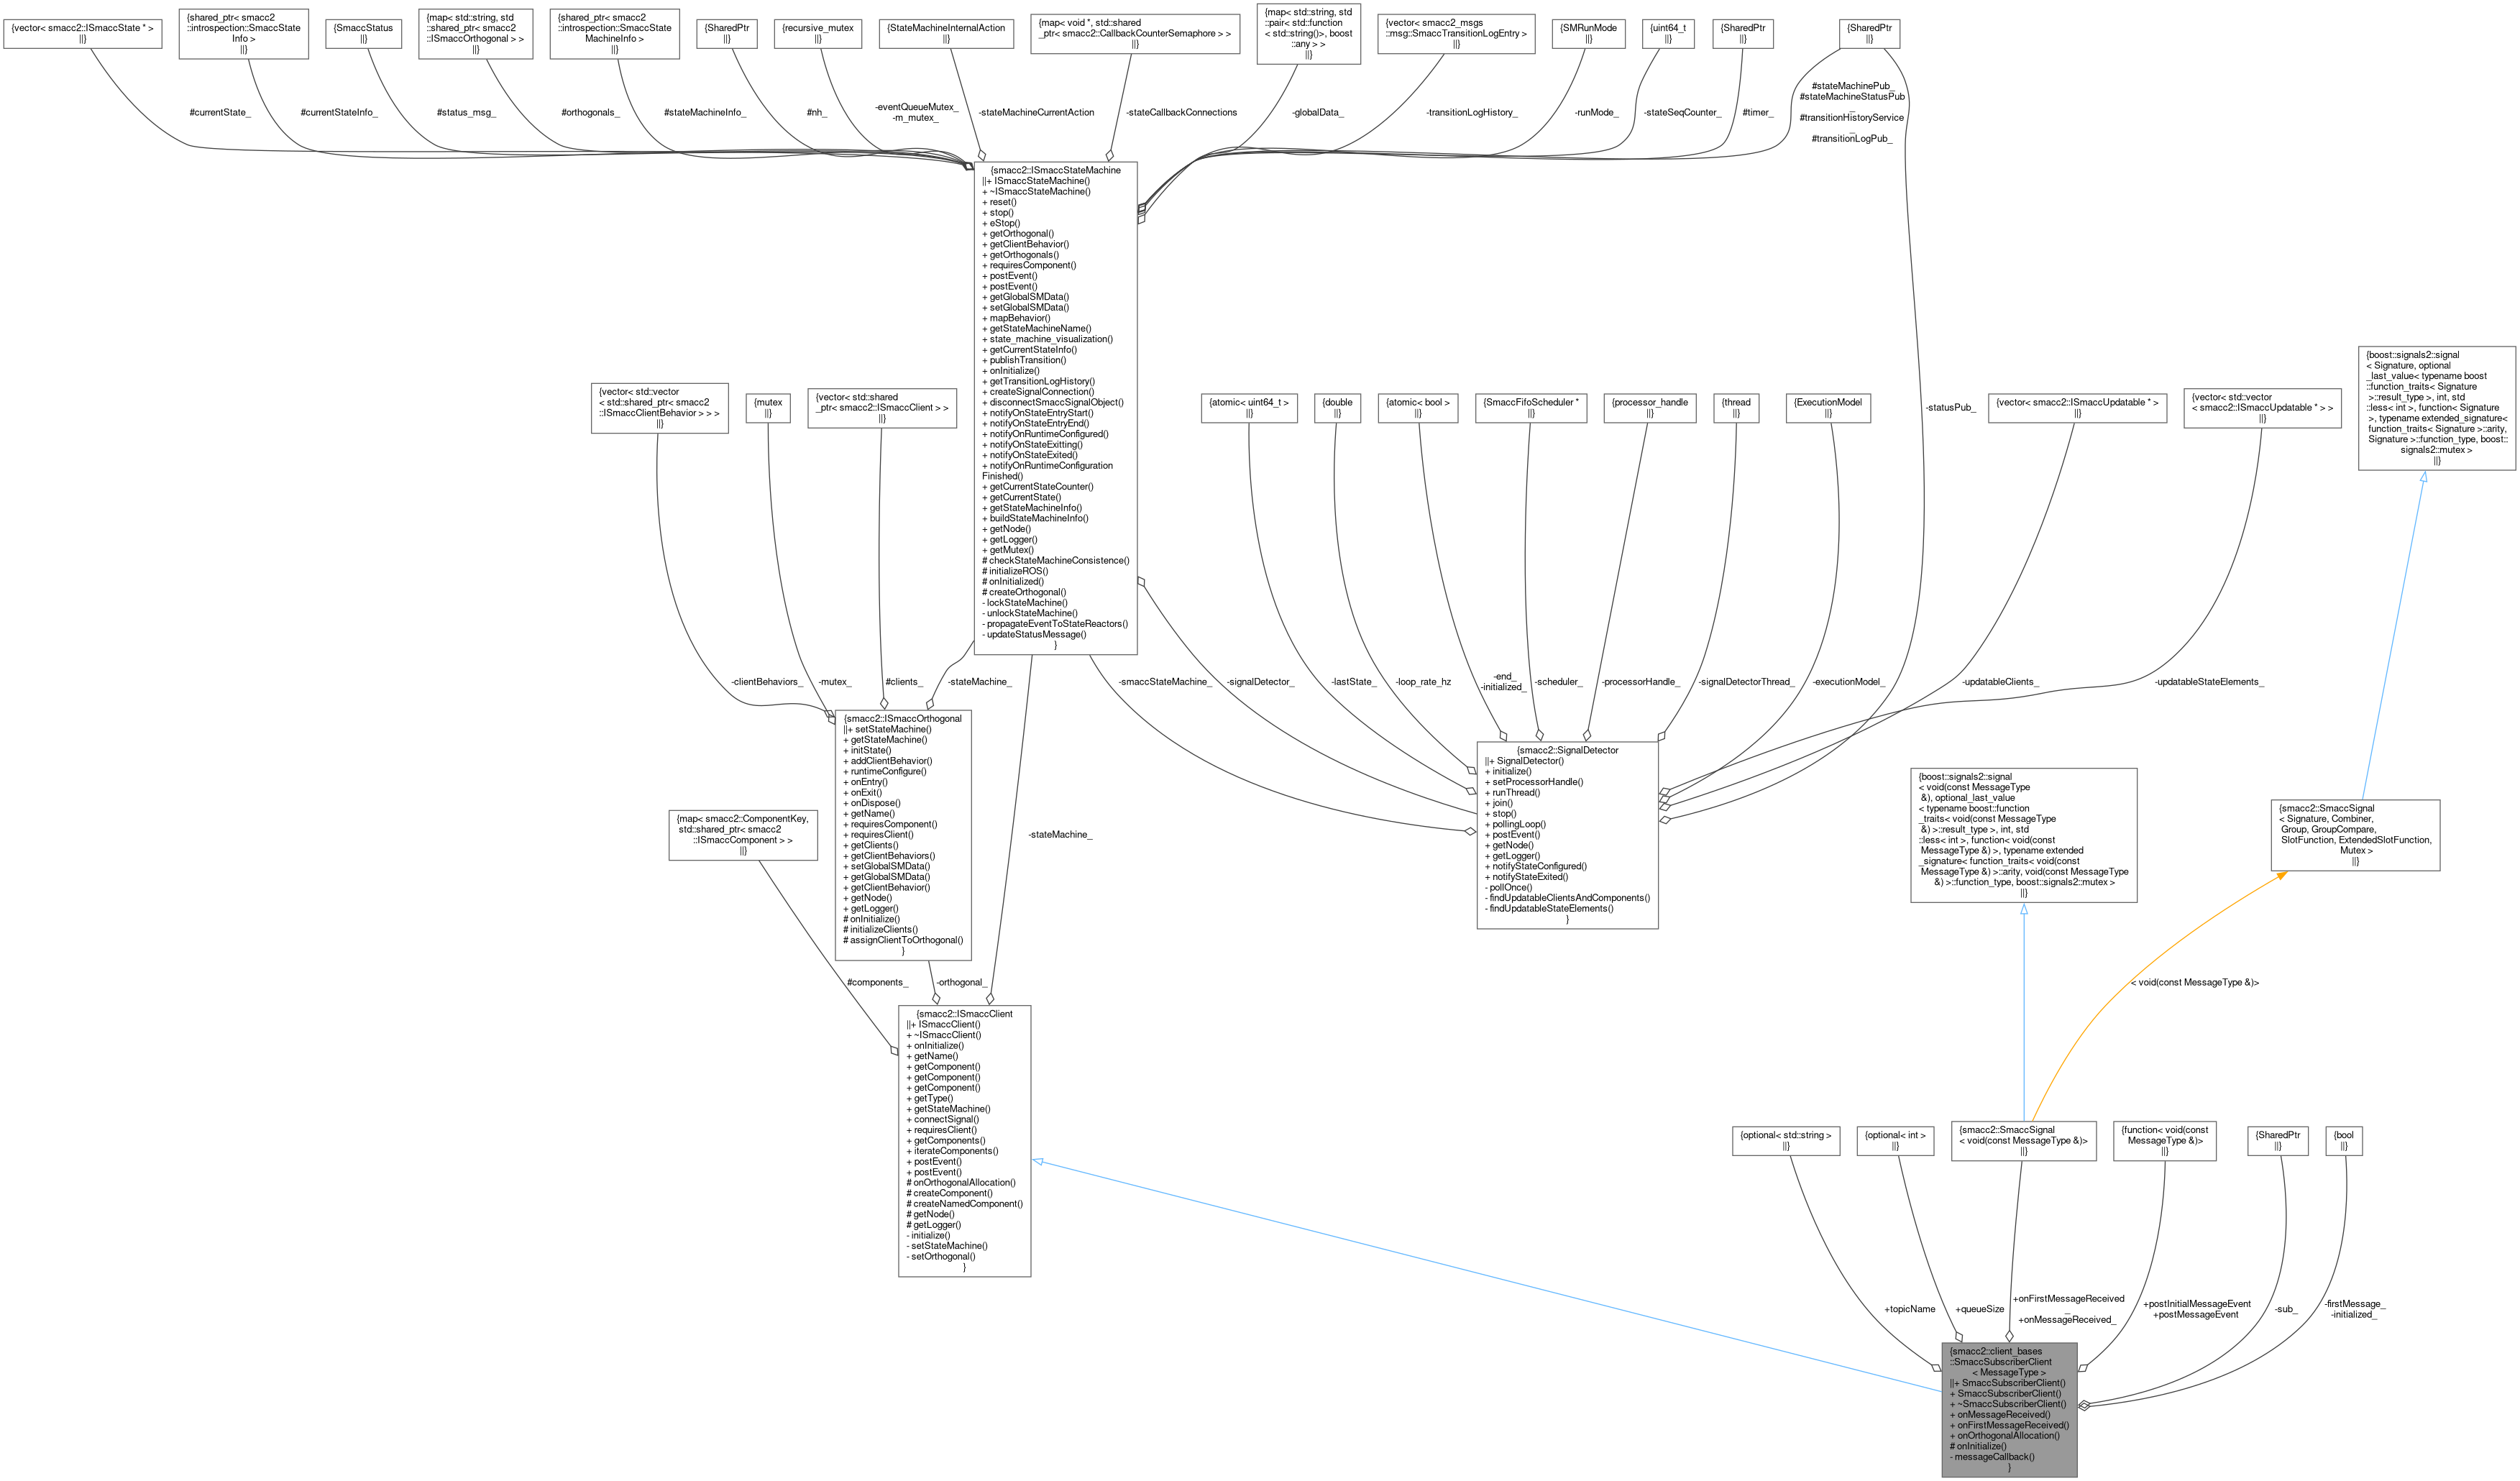 {vector< smacc2::ISmaccState * >
||}
{shared_ptr< smacc2
::introspection::SmaccState
Info >
||}
{SmaccStatus
||}
{map< std::string, std
::shared_ptr< smacc2
::ISmaccOrthogonal > >
||}
{shared_ptr< smacc2
::introspection::SmaccState
MachineInfo >
||}
{SharedPtr
||}
{recursive_mutex
||}
{StateMachineInternalAction
||}
{map< void *, std::shared
_ptr< smacc2::CallbackCounterSemaphore > >
||}
{map< std::string, std
::pair< std::function
< std::string()>, boost
::any > >
||}
{vector< smacc2_msgs
::msg::SmaccTransitionLogEntry >
||}
{SMRunMode
||}
{uint64_t
||}
{SharedPtr
||}
{SharedPtr
||}
#currentState_
#currentStateInfo_
#status_msg_
#orthogonals_
#stateMachineInfo_
#nh_
-eventQueueMutex_
-m_mutex_
-stateMachineCurrentAction
-stateCallbackConnections
-globalData_
-transitionLogHistory_
-runMode_
-stateSeqCounter_
#timer_
#stateMachinePub_
#stateMachineStatusPub
_
#transitionHistoryService
_
#transitionLogPub_
{smacc2::ISmaccStateMachine
||+ ISmaccStateMachine()
+ ~ISmaccStateMachine()
+ reset()
+ stop()
+ eStop()
+ getOrthogonal()
+ getClientBehavior()
+ getOrthogonals()
+ requiresComponent()
+ postEvent()
+ postEvent()
+ getGlobalSMData()
+ setGlobalSMData()
+ mapBehavior()
+ getStateMachineName()
+ state_machine_visualization()
+ getCurrentStateInfo()
+ publishTransition()
+ onInitialize()
+ getTransitionLogHistory()
+ createSignalConnection()
+ disconnectSmaccSignalObject()
+ notifyOnStateEntryStart()
+ notifyOnStateEntryEnd()
+ notifyOnRuntimeConfigured()
+ notifyOnStateExitting()
+ notifyOnStateExited()
+ notifyOnRuntimeConfiguration
Finished()
+ getCurrentStateCounter()
+ getCurrentState()
+ getStateMachineInfo()
+ buildStateMachineInfo()
+ getNode()
+ getLogger()
+ getMutex()
# checkStateMachineConsistence()
# initializeROS()
# onInitialized()
# createOrthogonal()
- lockStateMachine()
- unlockStateMachine()
- propagateEventToStateReactors()
- updateStatusMessage()
}
{vector< std::vector
< std::shared_ptr< smacc2
::ISmaccClientBehavior > > >
||}
{mutex
||}
{vector< std::shared
_ptr< smacc2::ISmaccClient > >
||}
{atomic< uint64_t >
||}
{double
||}
{atomic< bool >
||}
{SmaccFifoScheduler *
||}
{processor_handle
||}
{thread
||}
{ExecutionModel
||}
-statusPub_
{vector< smacc2::ISmaccUpdatable * >
||}
{vector< std::vector
< smacc2::ISmaccUpdatable * > >
||}
{boost::signals2::signal
< Signature, optional
_last_value< typename boost
::function_traits< Signature
>::result_type >, int, std
::less< int >, function< Signature
>, typename extended_signature<
function_traits< Signature >::arity,
Signature >::function_type, boost::
signals2::mutex >
||}
-clientBehaviors_
-mutex_
#clients_
-stateMachine_
-smaccStateMachine_
-signalDetector_
-lastState_
-loop_rate_hz
-end_
-initialized_
-scheduler_
-processorHandle_
-signalDetectorThread_
-executionModel_
-updatableClients_
-updatableStateElements_
{smacc2::ISmaccOrthogonal
||+ setStateMachine()
+ getStateMachine()
+ initState()
+ addClientBehavior()
+ runtimeConfigure()
+ onEntry()
+ onExit()
+ onDispose()
+ getName()
+ requiresComponent()
+ requiresClient()
+ getClients()
+ getClientBehaviors()
+ setGlobalSMData()
+ getGlobalSMData()
+ getClientBehavior()
+ getNode()
+ getLogger()
# onInitialize()
# initializeClients()
# assignClientToOrthogonal()
}
{smacc2::SignalDetector
||+ SignalDetector()
+ initialize()
+ setProcessorHandle()
+ runThread()
+ join()
+ stop()
+ pollingLoop()
+ postEvent()
+ getNode()
+ getLogger()
+ notifyStateConfigured()
+ notifyStateExited()
- pollOnce()
- findUpdatableClientsAndComponents()
- findUpdatableStateElements()
}
{map< smacc2::ComponentKey,
std::shared_ptr< smacc2
::ISmaccComponent > >
||}
-stateMachine_
{boost::signals2::signal
< void(const MessageType
&), optional_last_value
< typename boost::function
_traits< void(const MessageType
&) >::result_type >, int, std
::less< int >, function< void(const
MessageType &) >, typename extended
_signature< function_traits< void(const
MessageType &) >::arity, void(const MessageType
&) >::function_type, boost::signals2::mutex >
||}
{smacc2::SmaccSignal
< Signature, Combiner,
Group, GroupCompare,
SlotFunction, ExtendedSlotFunction,
Mutex >
||}
#components_
-orthogonal_
< void(const MessageType &)>
{smacc2::ISmaccClient
||+ ISmaccClient()
+ ~ISmaccClient()
+ onInitialize()
+ getName()
+ getComponent()
+ getComponent()
+ getComponent()
+ getType()
+ getStateMachine()
+ connectSignal()
+ requiresClient()
+ getComponents()
+ iterateComponents()
+ postEvent()
+ postEvent()
# onOrthogonalAllocation()
# createComponent()
# createNamedComponent()
# getNode()
# getLogger()
- initialize()
- setStateMachine()
- setOrthogonal()
}
{optional< std::string >
||}
{optional< int >
||}
{smacc2::SmaccSignal
< void(const MessageType &)>
||}
{function< void(const
MessageType &)>
||}
{SharedPtr
||}
{bool
||}
+topicName
+queueSize
+onFirstMessageReceived
_
+onMessageReceived_
+postInitialMessageEvent
+postMessageEvent
-sub_
-firstMessage_
-initialized_
{smacc2::client_bases
::SmaccSubscriberClient
< MessageType >
||+ SmaccSubscriberClient()
+ SmaccSubscriberClient()
+ ~SmaccSubscriberClient()
+ onMessageReceived()
+ onFirstMessageReceived()
+ onOrthogonalAllocation()
# onInitialize()
- messageCallback()
}